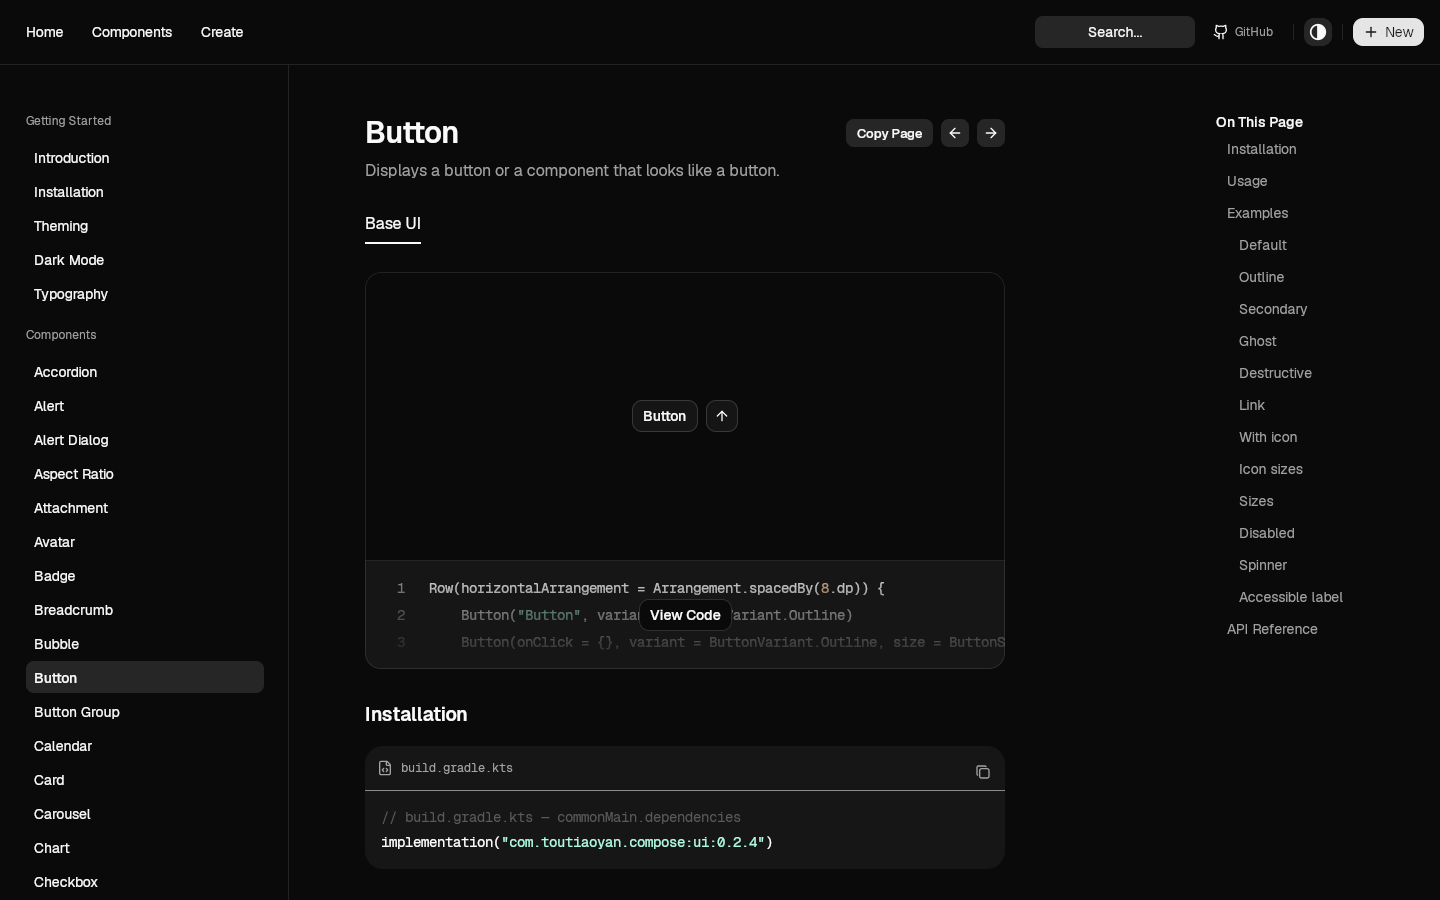 Home
Components
Create
Search...
GitHub
New
Getting Started
Introduction
Installation
Theming
Dark Mode
Typography
Components
Accordion
Alert
Alert Dialog
Aspect Ratio
Attachment
Avatar
Badge
Breadcrumb
Bubble
Button
Button Group
Calendar
Card
Carousel
Chart
Checkbox
Button
Copy Page
Displays a button or a component that looks like a button.
Base UI
Button
1 Row(horizontalArrangement = Arrangement.spacedBy(8.dp)) {
2 Button("Button", varian
View Code
ariant.Outline)
3 Button(onClick = {}, variant = ButtonVariant.Outline, size = ButtonS
Installation
build.gradle.kts
// build.gradle.kts — commonMain.dependencies
implementation("com.toutiaoyan.compose:ui:0.2.4")
On This Page
Installation
Usage
Examples
Default
Outline
Secondary
Ghost
Destructive
Link
With icon
Icon sizes
Sizes
Disabled
Spinner
Accessible label
API Reference